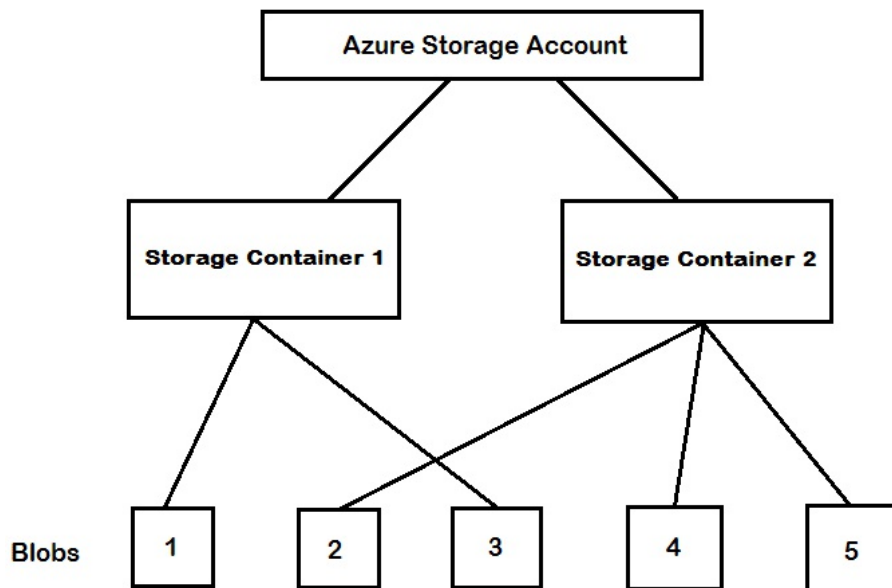 Azure Storage Account
Storage Container 1
Storage Container 2
Blobs
1
2
3
4
5